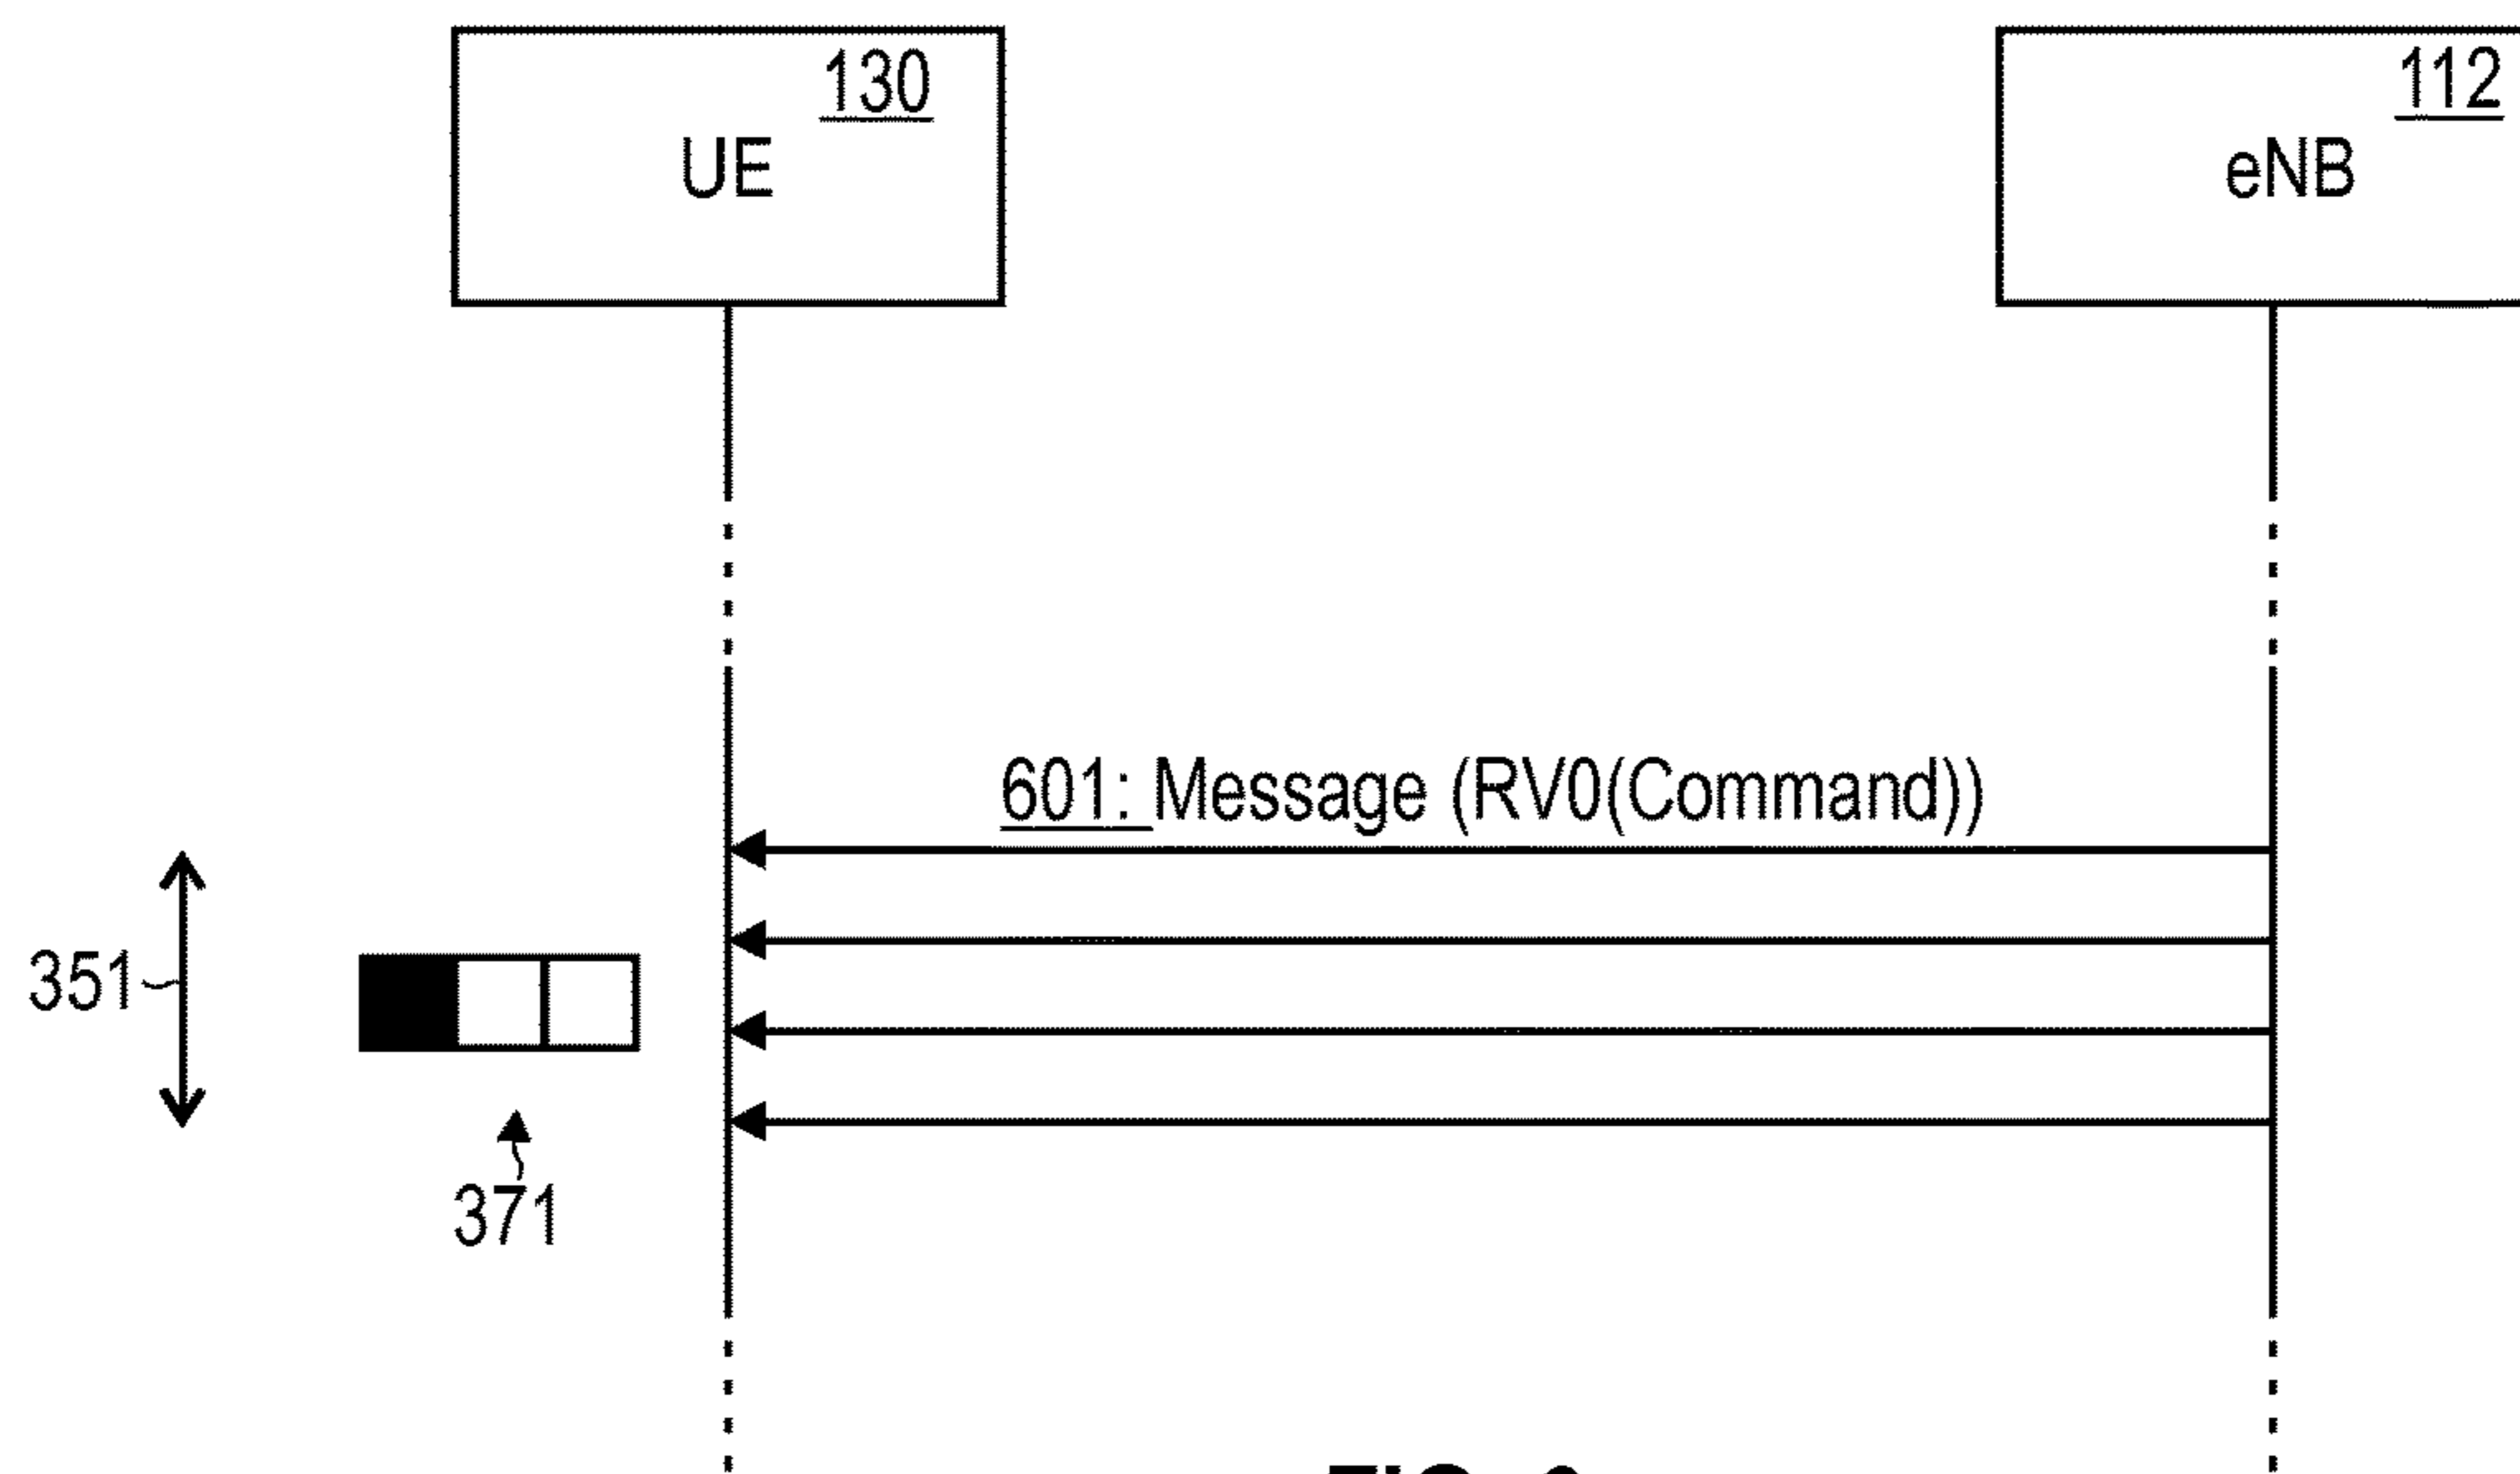 130
UE
112
eNB
601: Message (RV0(Command))
351
371